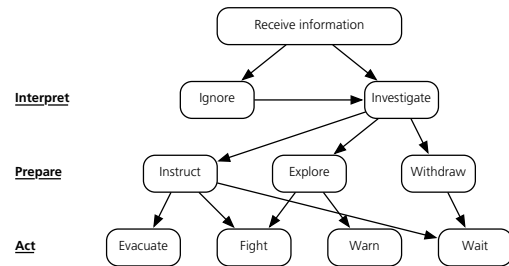 Receive information
Interpret
Ignore
Investigate
Prepare
Instruct
Explore
Withdraw
Act
Evacuate
Fight
Warn
Wait